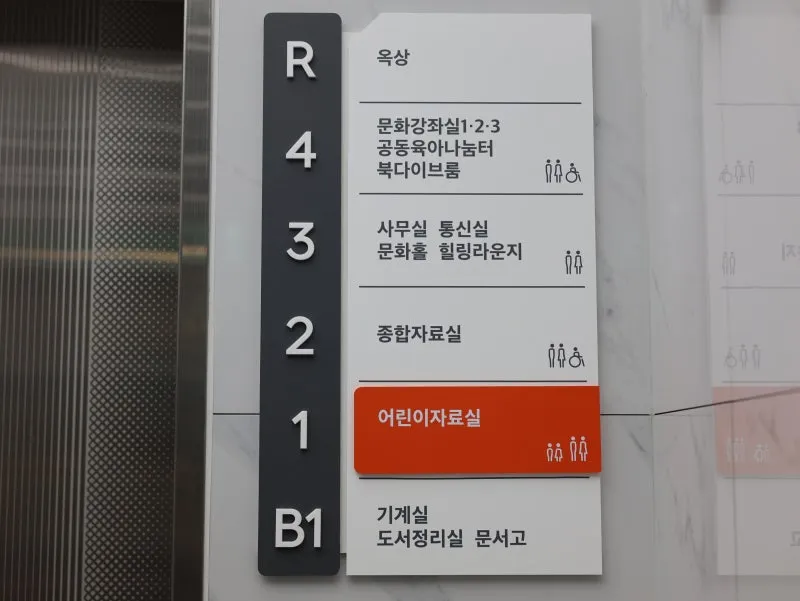 R
옥상
4
문화강좌실1·2·3
공동육아나눔터
북다이브룸
3
사무실 통신실
문화홀 힐링라운지
2
종합자료실
1
어린이자료실
B1
기계실
도서정리실 문서고